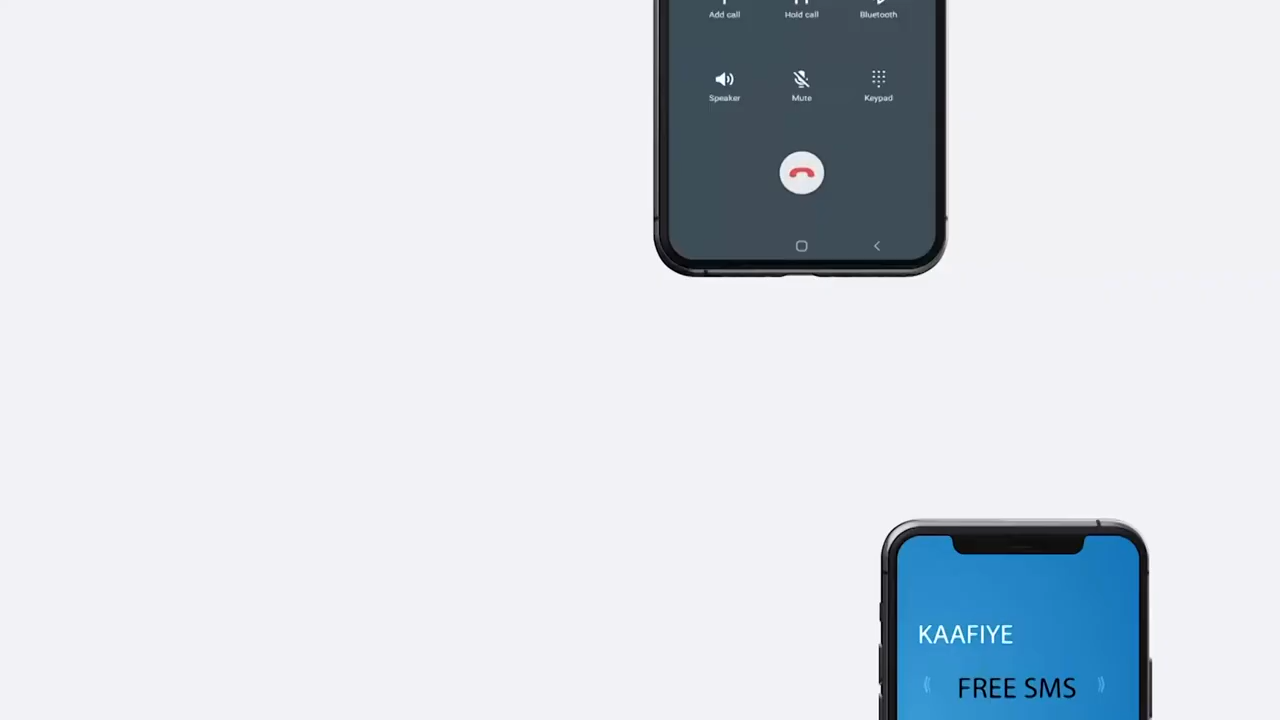 Add call Hold call Bluetooth
Speaker Mute Keypad
KAAFIYE
FREE SMS